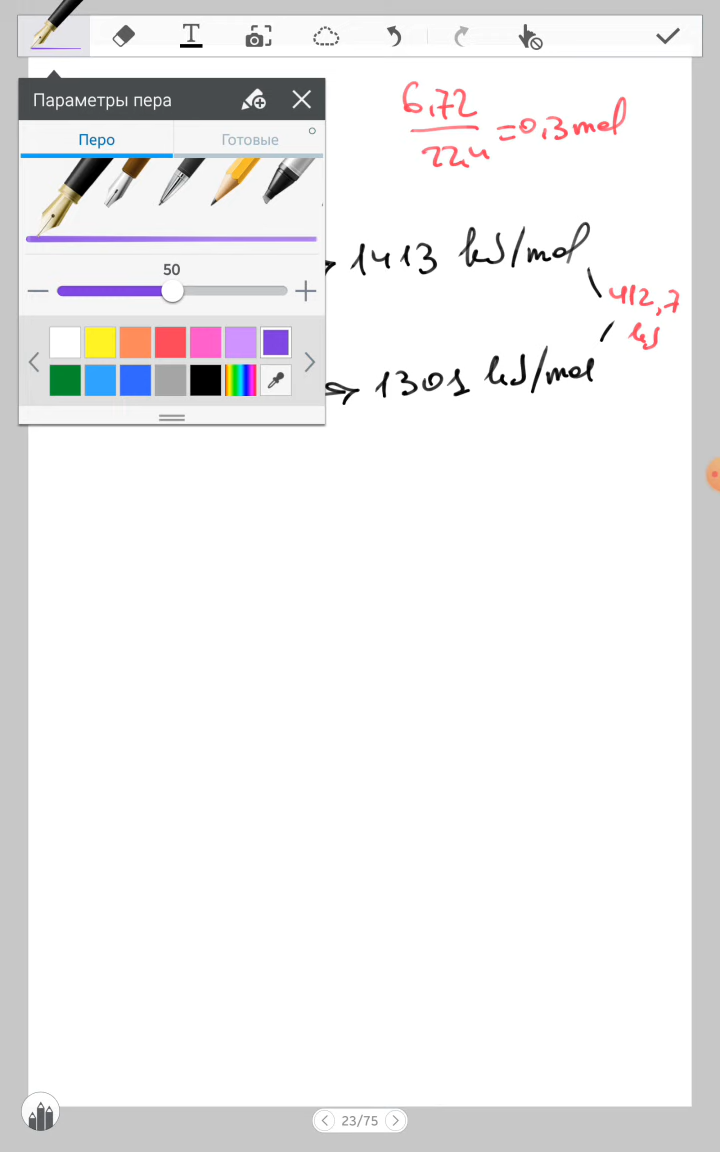 T
Параметры пера
Перо
Готовые
50
6,72
22,4
=0,3 mol
1413 kJ/mol
412,7
kJ
1301 kJ/mol
23/75